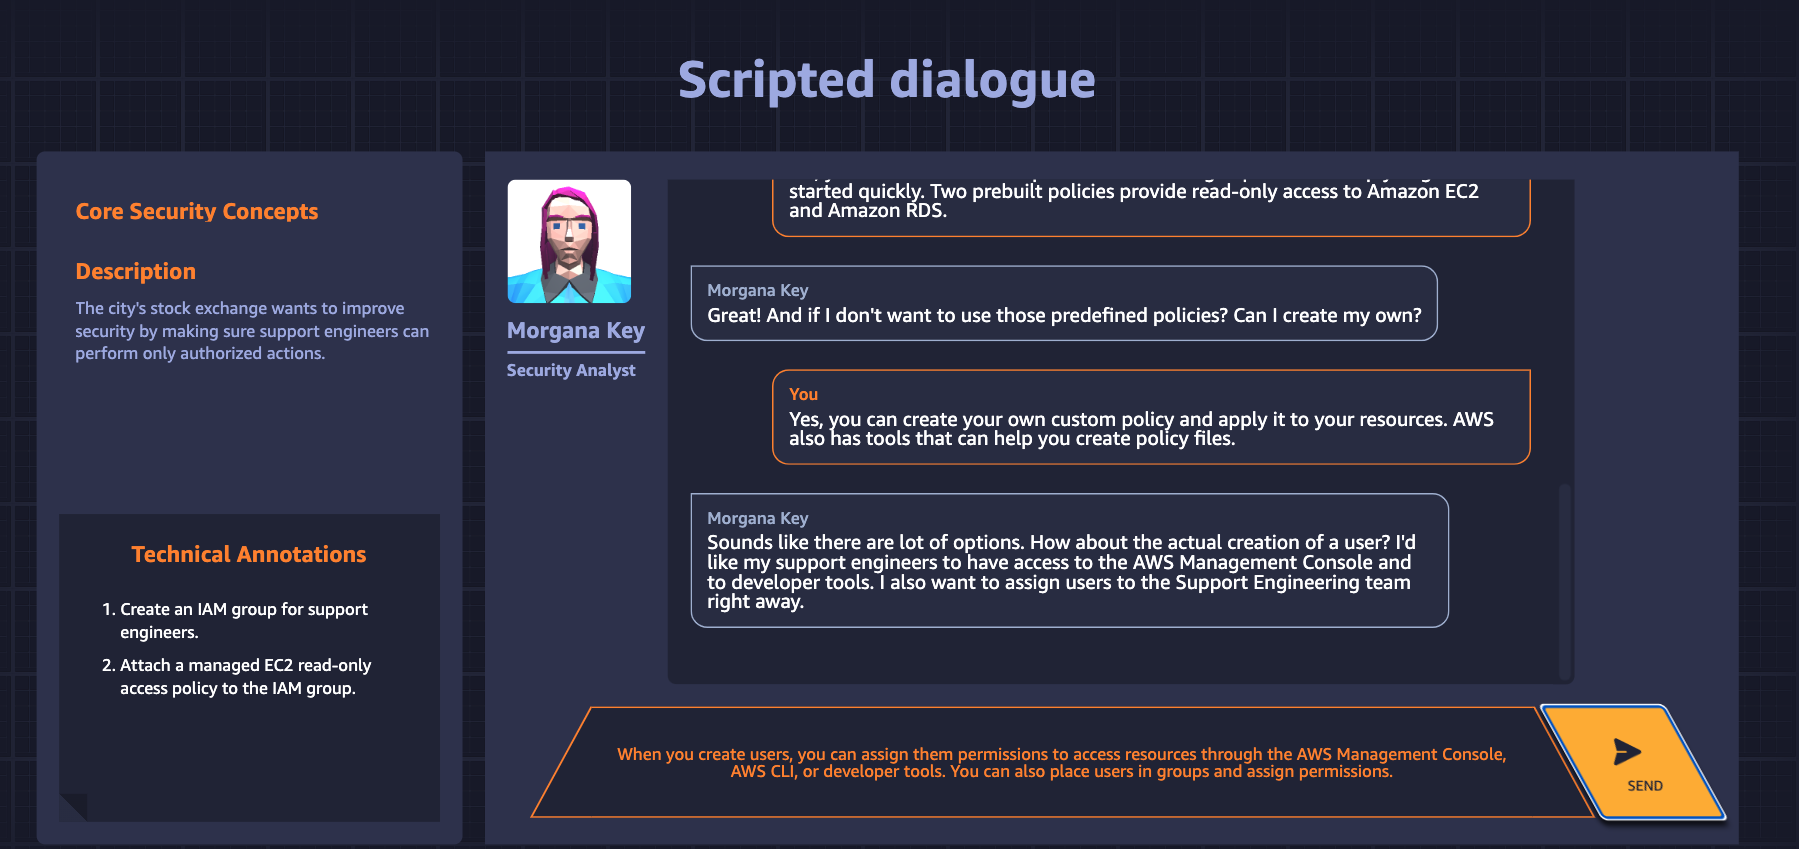 Scripted dialogue
Core Security Concepts
Description
The city's stock exchange wants to improve
security by making sure support engineers can
perform only authorized actions.
Technical Annotations
1. Create an IAM group for support
engineers.
2. Attach a managed EC2 read-only
access policy to the IAM group.
Morgana Key
Security Analyst
started quickly. Two prebuilt policies provide read-only access to Amazon EC2
and Amazon RDS.
Morgana Key
Great! And if I don't want to use those predefined policies? Can I create my own?
You
Yes, you can create your own custom policy and apply it to your resources. AWS
also has tools that can help you create policy files.
Morgana Key
Sounds like there are lot of options. How about the actual creation of a user? I'd
like my support engineers to have access to the AWS Management Console and
to developer tools. I also want to assign users to the Support Engineering team
right away.
When you create users, you can assign them permissions to access resources through the AWS Management Console,
AWS CLI, or developer tools. You can also place users in groups and assign permissions.
SEND